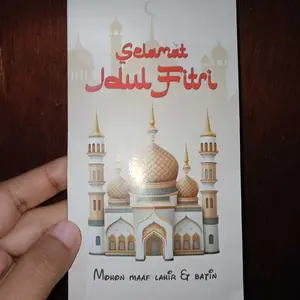 Selamat
Idul Fitri
Mohon maaf lahir & batin